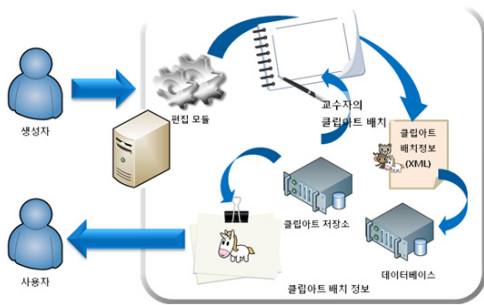 생성자
편집 모듈
교수자의
클립아트 배치
클립아트
배치정보
(XML)
클립아트 저장소
데이터베이스
사용자
클립아트 배치 정보